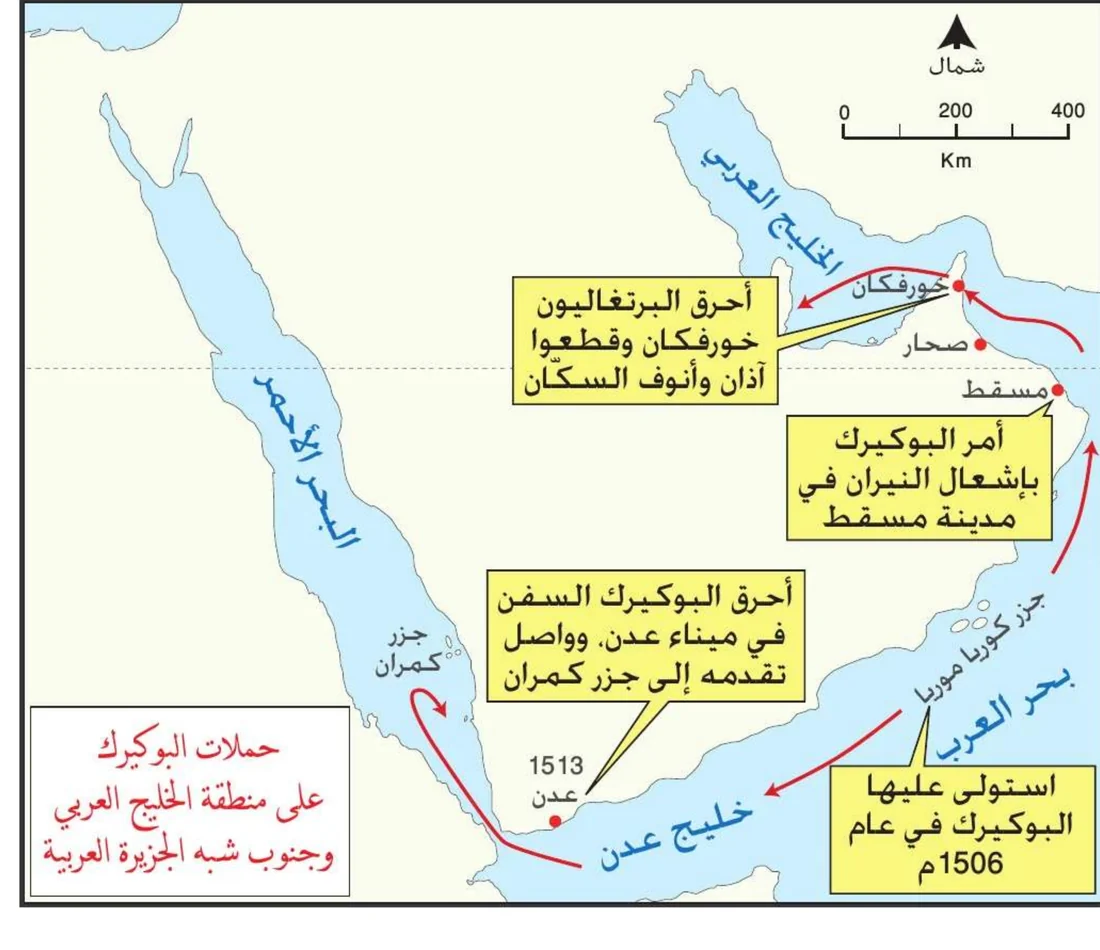 شمال
0 200 400
Km
الخليج العربي
خورفكان
أحرق البرتغاليون
خورفكان وقطعوا
آذان وأنوف السكّان
صحار
مسقط
أمر البوكيرك
بإشعال النيران في
مدينة مسقط
البحر الأحمر
أحرق البوكيرك السفن
في ميناء عدن، وواصل
تقدمه إلى جزر كمران
جزر
كمران
جزر كوريا موريا
بحر العرب
1513
عدن
خليج عدن
استولى عليها
البوكيرك في عام
1506م
حملات البوكيرك
على منطقة الخليج العربي
وجنوب شبه الجزيرة العربية